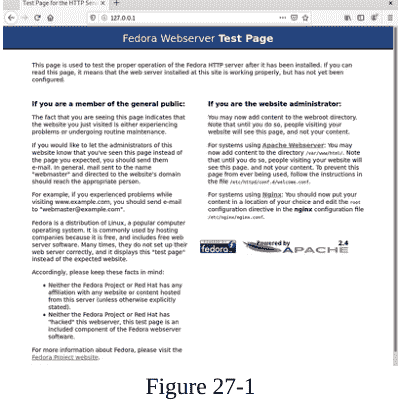 Test Page for the HTTP Serv
127.0.0.1
Fedora Webserver Test Page
This page is used to test the proper operation of the Fedora HTTP server after it has been installed. If you can
read this page, it means that the web server installed at this site is working properly, but has not yet been
configured.
If you are a member of the general public:
The fact that you are seeing this page indicates that
the website you just visited is either experiencing
problems or undergoing routine maintenance.
If you would like to let the administrators of this
website know that you've seen this page instead of
the page you expected, you should send them
e-mail. In general, mail sent to the name
"webmaster" and directed to the website's domain
should reach the appropriate person.
For example, if you experienced problems while
visiting www.example.com, you should send e-mail
to "webmaster@example.com".
Fedora is a distribution of Linux, a popular computer
operating system. It is commonly used by hosting
companies because it is free, and includes free web
server software. Many times, they do not set up their
web server correctly, and it displays this "test page"
instead of the expected website.
Accordingly, please keep these facts in mind:
• Neither the Fedora Project or Red Hat has any
affiliation with any website or content hosted
from this server (unless otherwise explicitly
stated).
• Neither the Fedora Project or Red Hat has
"hacked" this webserver, this test page is an
included component of the Fedora webserver
software.
For more information about Fedora, please visit the
Fedora Project website.
If you are the website administrator:
You may now add content to the webroot directory.
Note that until you do so, people visiting your
website will see this page, and not your content.
For systems using Apache Webserver: You may
now add content to the directory /var/www/html/. Note
that until you do so, people visiting your website will
see this page, and not your content. To prevent this
page from ever being used, follow the instructions in
the file /etc/httpd/conf.d/welcome.conf.
For systems using Nginx: You should now put your
content in a location of your choice and edit the root
configuration directive in the nginx configuration file
/etc/nginx/nginx.conf.
fedora
Powered by
APACHE
2.4
Figure 27-1